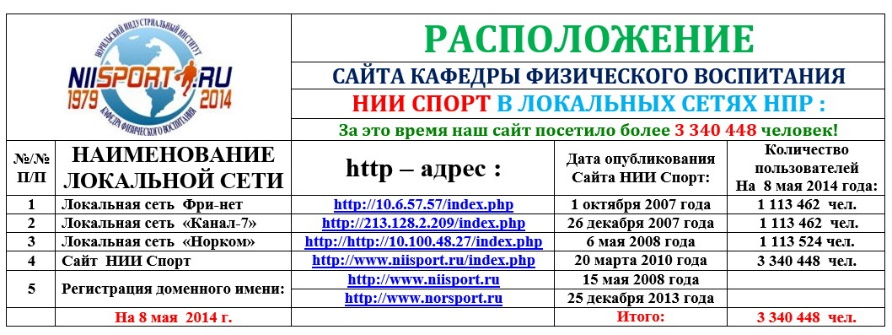 НОРИЛЬСКИЙ ИНДУСТРИАЛЬНЫЙ ИНСТИТУТ
NIISPORT.RU
1979 2014
КАФЕДРА ФИЗИЧЕСКОГО ВОСПИТАНИЯ
РАСПОЛОЖЕНИЕ
САЙТА КАФЕДРЫ ФИЗИЧЕСКОГО ВОСПИТАНИЯ
НИИ СПОРТ В ЛОКАЛЬНЫХ СЕТЯХ НПР :
За это время наш сайт посетило более 3 340 448 человек!
№/№ П/П
НАИМЕНОВАНИЕ ЛОКАЛЬНОЙ СЕТИ
http – адрес :
Дата опубликования Сайта НИИ Спорт:
Количество пользователей На 8 мая 2014 года:
1 Локальная сеть Фри-нет http://10.6.57.57/index.php 1 октября 2007 года 1 113 462 чел.
2 Локальная сеть «Канал-7» http://213.128.2.209/index.php 26 декабря 2007 года 1 113 462 чел.
3 Локальная сеть «Норком» http://http://10.100.48.27/index.php 6 мая 2008 года 1 113 524 чел.
4 Сайт НИИ Спорт http://www.niisport.ru/index.php 20 марта 2010 года 3 340 448 чел.
5 Регистрация доменного имени: http://www.niisport.ru 15 мая 2008 года
http://www.norsport.ru 25 декабря 2013 года
На 8 мая 2014 г. Итого: 3 340 448 чел.